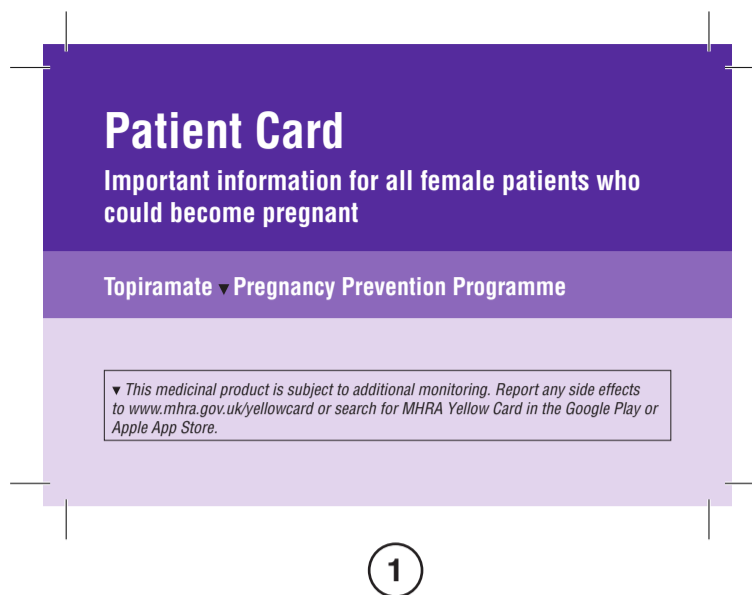 Patient Card
Important information for all female patients who
could become pregnant
Topiramate ▼ Pregnancy Prevention Programme
▼ This medicinal product is subject to additional monitoring. Report any side effects
to www.mhra.gov.uk/yellowcard or search for MHRA Yellow Card in the Google Play or
Apple App Store.
1